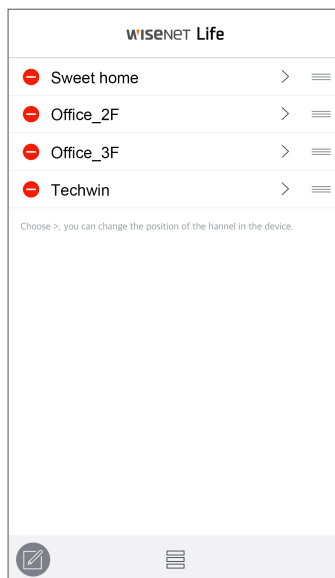 WISENET Life
Sweet home
Office_2F
Office_3F
Techwin
Choose >, you can change the position of the hannel in the device.